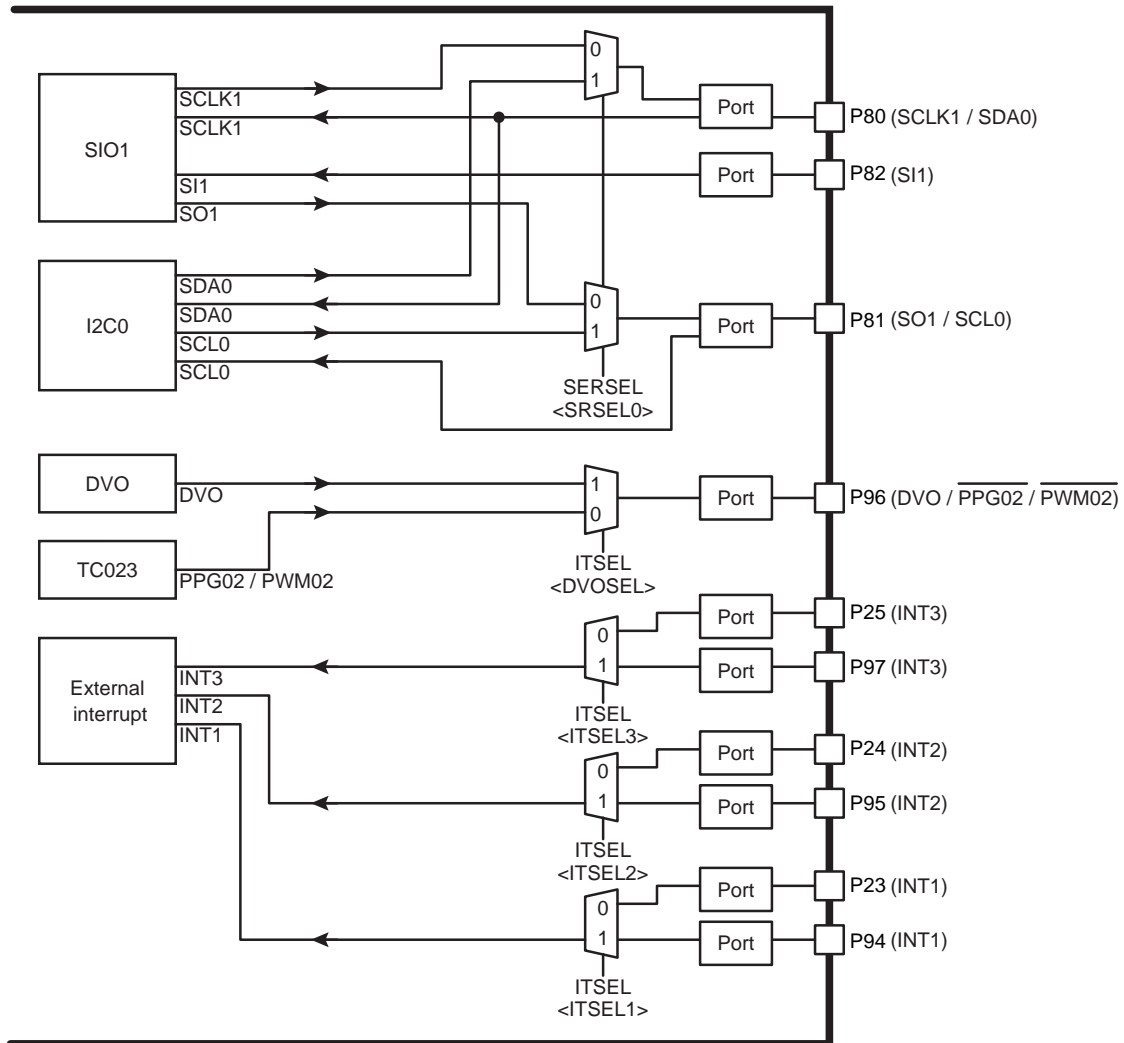 0
1
SCLK1
SCLK1
SIO1
SI1
SO1
Port
P80 (SCLK1 / SDA0)
Port
P82 (SI1)
I2C0
SDA0
SDA0
SCL0
SCL0
0
1
SERSEL
<SRSEL0>
Port
P81 (SO1 / SCL0)
DVO
DVO
1
0
Port
P96 (DVO / PPG02 / PWM02)
TC023
PPG02 / PWM02
ITSEL
<DVOSEL>
External
interrupt
INT3
INT2
INT1
0
1
ITSEL
<ITSEL3>
Port
P25 (INT3)
Port
P97 (INT3)
0
1
ITSEL
<ITSEL2>
Port
P24 (INT2)
Port
P95 (INT2)
0
1
ITSEL
<ITSEL1>
Port
P23 (INT1)
Port
P94 (INT1)